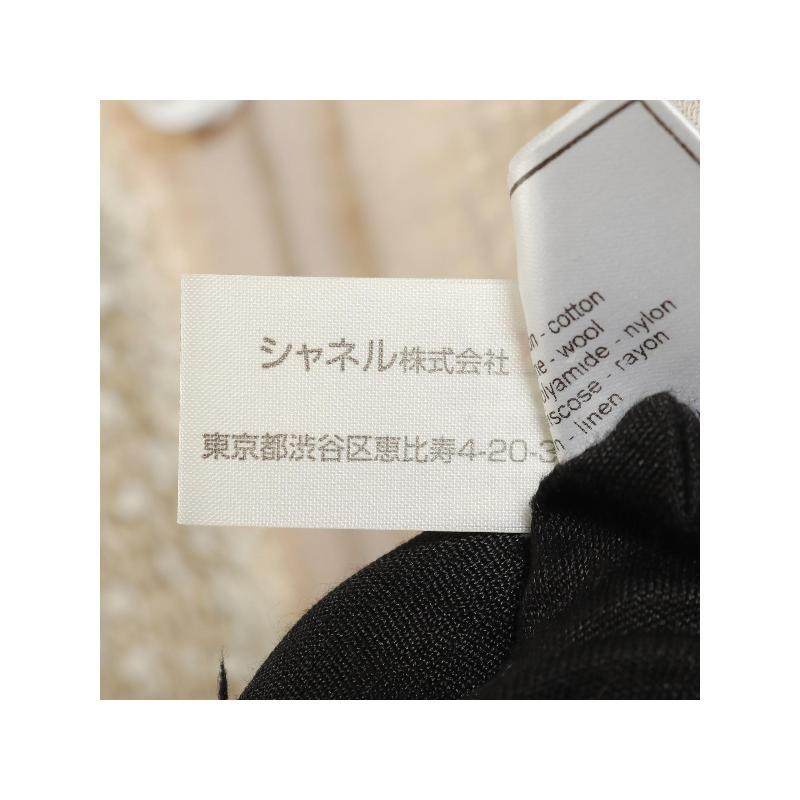 シャネル株式会社
東京都渋谷区恵比寿4-20-3
- cotton
- wool
- nylon
- rayon
- linen